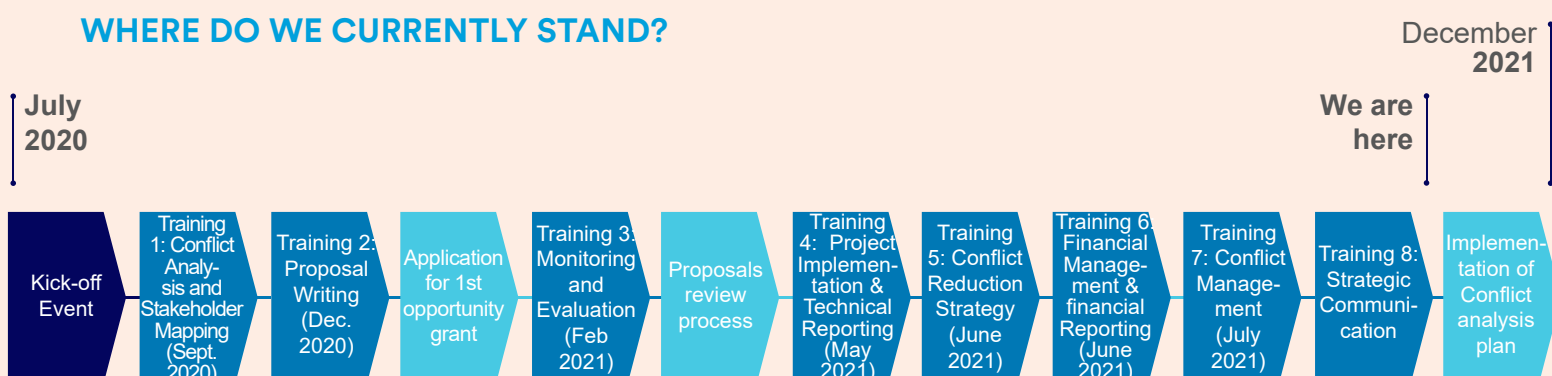 WHERE DO WE CURRENTLY STAND?
December
2021
July
2020
We are
here
Kick-off
Event
Training
1: Conflict
Analy-
sis and
Stakeholder
Mapping
(Sept.
2020)
Training 2:
Proposal
Writing
(Dec.
2020)
Application
for 1st
opportunity
grant
Training 3:
Monitoring
and
Evaluation
(Feb
2021)
Proposals
review
process
Training
4: Project
Implemen-
tation &
Technical
Reporting
(May
2021)
Training
5: Conflict
Reduction
Strategy
(June
2021)
Training 6:
Financial
Manage-
ment &
financial
Reporting
(June
2021)
Training
7: Conflict
Manage-
ment
(July
2021)
Training 8:
Strategic
Communi-
cation
Implemen-
tation of
Conflict
analysis
plan